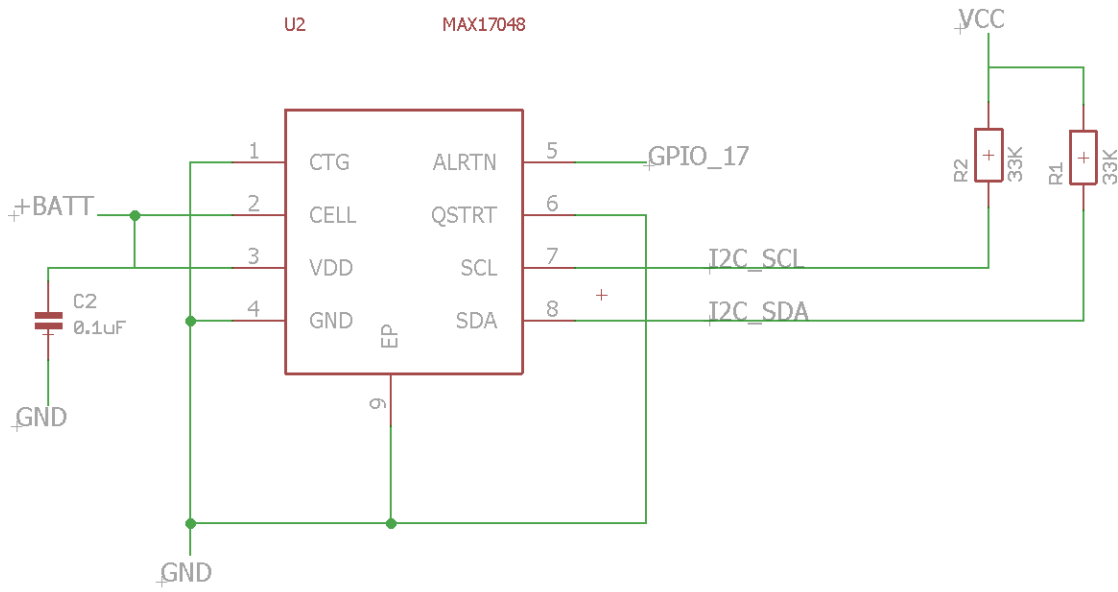 U2 MAX17048
VCC
1 CTG ALRTN 5 GPIO_17
R2 33K R1 33K
+BATT 2 CELL QSTRT 6
3 VDD SCL 7 I2C_SCL
C2
0.1uF
4 GND SDA 8 I2C_SDA
EP
9
GND
GND